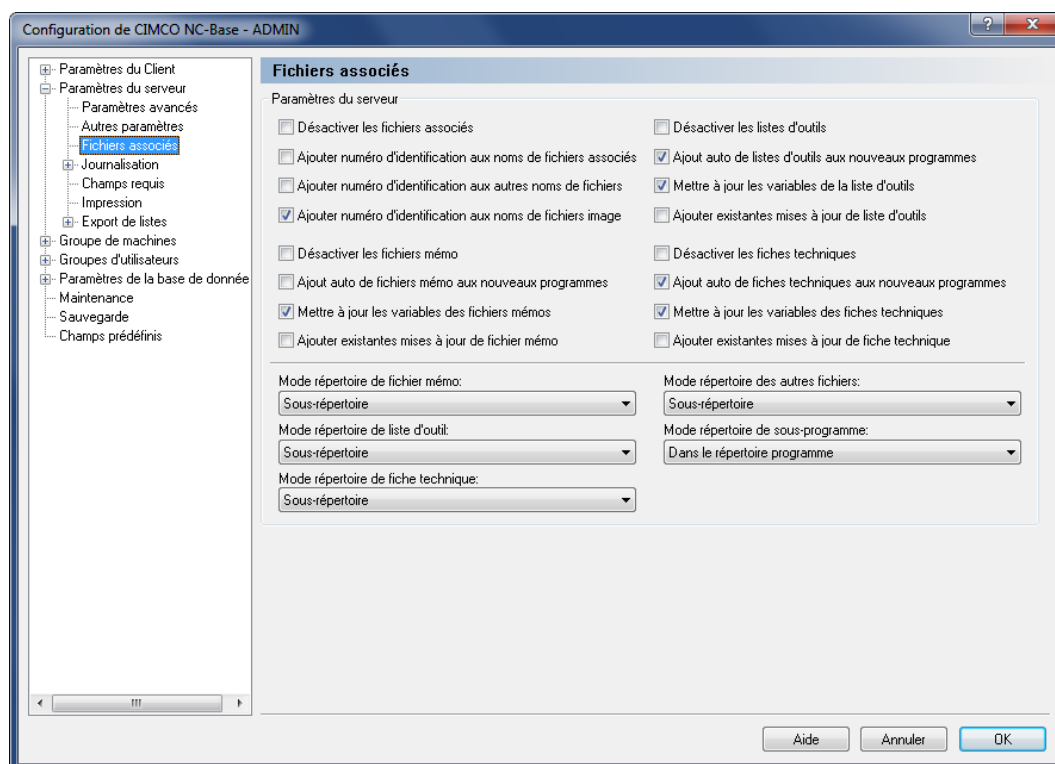 Configuration de CIMCO NC-Base - ADMIN
Paramètres du Client
Paramètres du serveur
Paramètres avancés
Autres paramètres
Fichiers associés
Journalisation
Champs requis
Impression
Export de listes
Groupe de machines
Groupes d'utilisateurs
Paramètres de la base de donnée
Maintenance
Sauvegarde
Champs prédéfinis
Fichiers associés
Paramètres du serveur
Désactiver les fichiers associés
Ajouter numéro d'identification aux noms de fichiers associés
Ajouter numéro d'identification aux autres noms de fichiers
Ajouter numéro d'identification aux noms de fichiers image
Désactiver les listes d'outils
Ajout auto de listes d'outils aux nouveaux programmes
Mettre à jour les variables de la liste d'outils
Ajouter existantes mises à jour de liste d'outils
Désactiver les fichiers mémo
Ajout auto de fichiers mémo aux nouveaux programmes
Mettre à jour les variables des fichiers mémos
Ajouter existantes mises à jour de fichier mémo
Désactiver les fiches techniques
Ajout auto de fiches techniques aux nouveaux programmes
Mettre à jour les variables des fiches techniques
Ajouter existantes mises à jour de fiche technique
Mode répertoire de fichier mémo:
Sous-répertoire
Mode répertoire de liste d'outil:
Sous-répertoire
Mode répertoire de fiche technique:
Sous-répertoire
Mode répertoire des autres fichiers:
Sous-répertoire
Mode répertoire de sous-programme:
Dans le répertoire programme
Aide
Annuler
OK